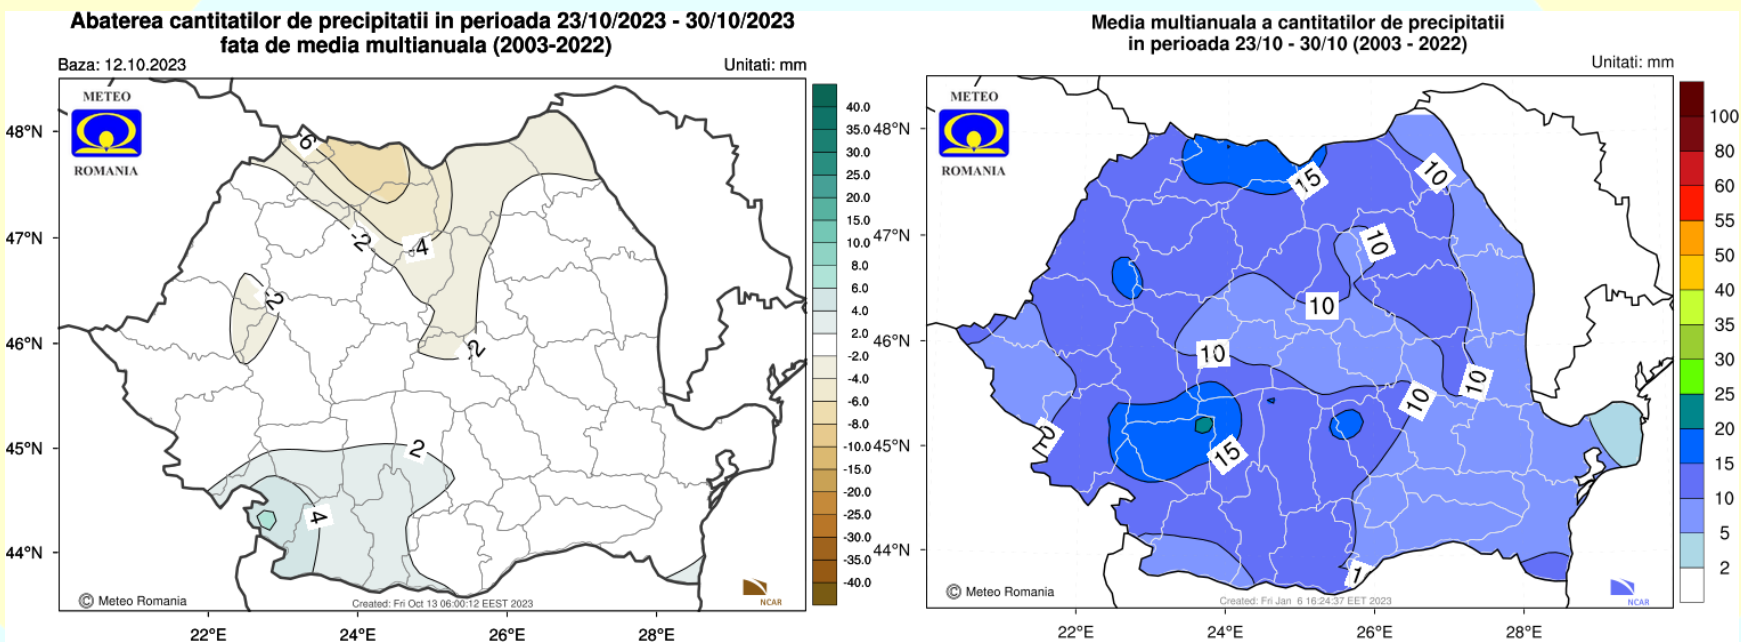 Abaterea cantitatilor de precipitatii in perioada 23/10/2023 - 30/10/2023
fata de media multianuala (2003-2022)
Baza: 12.10.2023
Unitati: mm
METEO
ROMANIA
48°N
47°N
46°N
45°N
44°N
22°E
24°E
26°E
28°E
-6
-2
-4
-2
-2
2
4
40.0
35.0
30.0
25.0
20.0
15.0
10.0
8.0
6.0
4.0
2.0
-2.0
-4.0
-6.0
-8.0
-10.0
-15.0
-20.0
-25.0
-30.0
-35.0
-40.0
© Meteo Romania
Created: Fri Oct 13 06:00:12 EEST 2023
NCAR
Media multianuala a cantitatilor de precipitatii
in perioada 23/10 - 30/10 (2003 - 2022)
Unitati: mm
METEO
ROMANIA
48°N
47°N
46°N
45°N
44°N
22°E
24°E
26°E
28°E
15
10
10
10
10
10
10
15
1
100
80
60
55
50
40
35
30
25
20
15
10
5
2
© Meteo Romania
Created: Fri Jan 6 16:24:37 EET 2023
NCAR